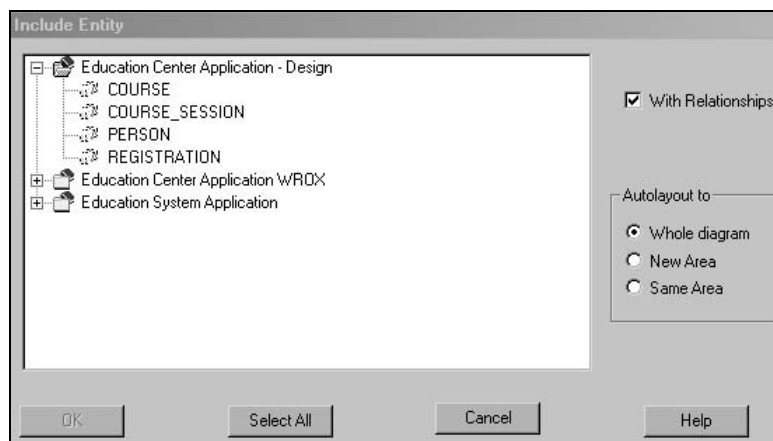 Include Entity
Education Center Application - Design
COURSE
COURSE_SESSION
PERSON
REGISTRATION
Education Center Application WROX
Education System Application
With Relationships
Autolayout to
Whole diagram
New Area
Same Area
OK
Select All
Cancel
Help